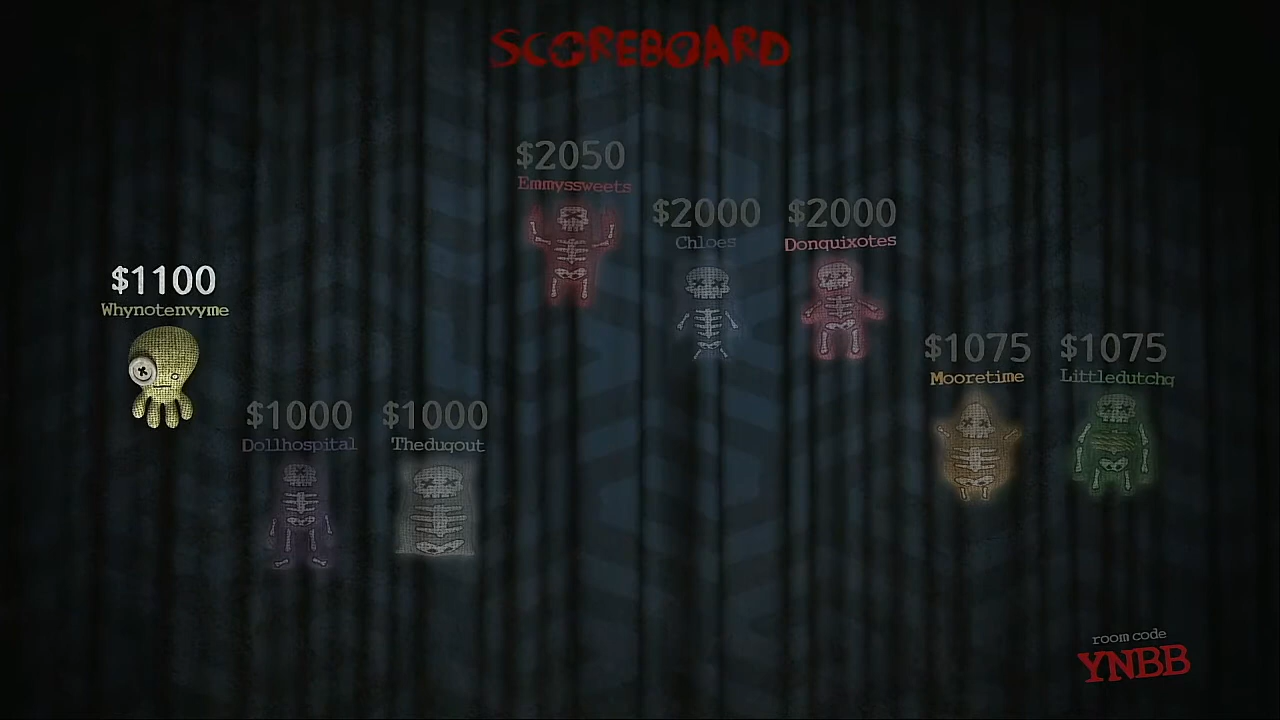 SCOREBOARD
$1100
Whynotenvyme
$1000
Dollhospital
$1000
Theduqout
$2050
Emmyssweets
$2000
Chloes
$2000
Donquixotes
$1075
Mooretime
$1075
Littledutchq
room code
YNBB